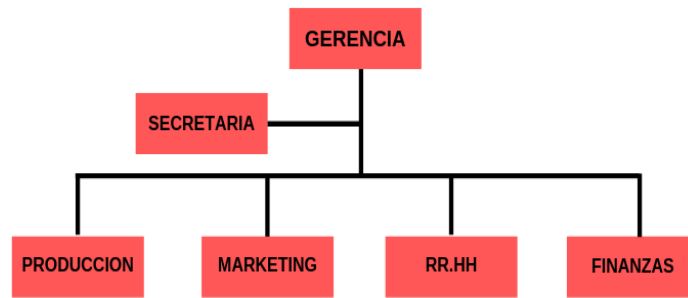 GERENCIA
SECRETARIA
PRODUCCION
MARKETING
RR.HH
FINANZAS